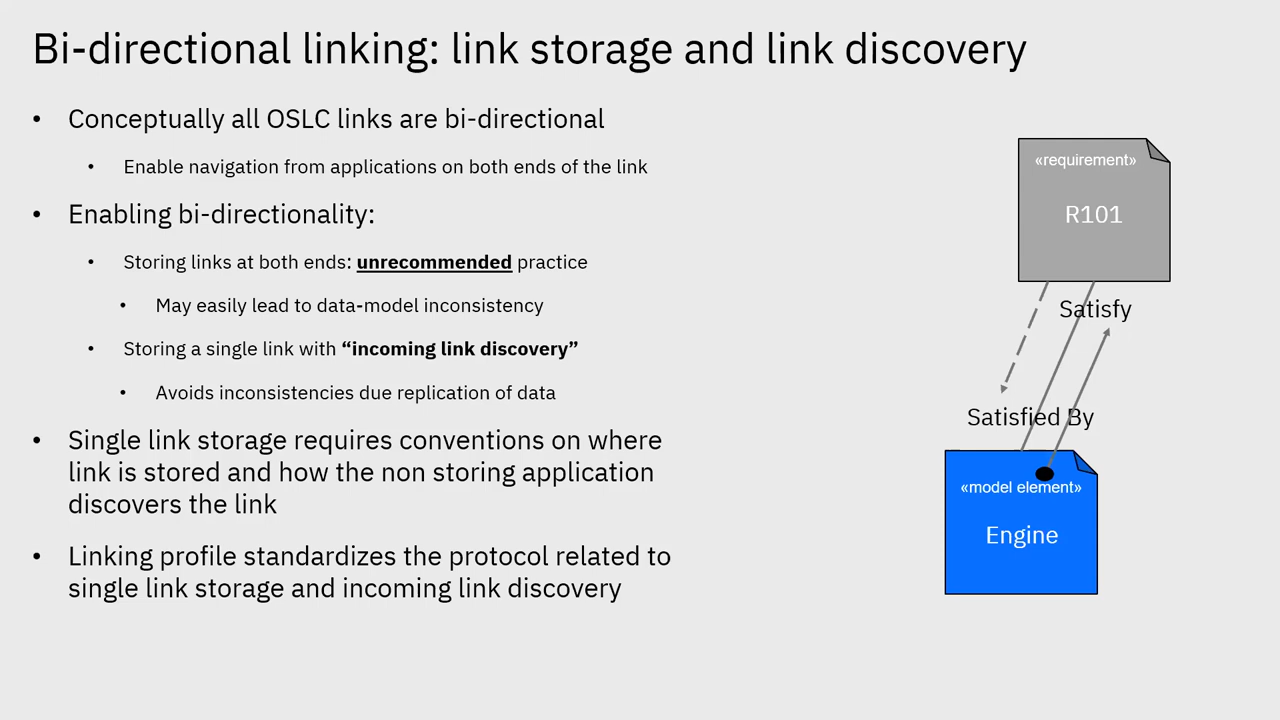 Bi-directional linking: link storage and link discovery
• Conceptually all OSLC links are bi-directional
• Enable navigation from applications on both ends of the link
• Enabling bi-directionality:
• Storing links at both ends: unrecommended practice
• May easily lead to data-model inconsistency
• Storing a single link with “incoming link discovery”
• Avoids inconsistencies due replication of data
• Single link storage requires conventions on where
link is stored and how the non storing application
discovers the link
• Linking profile standardizes the protocol related to
single link storage and incoming link discovery
«requirement»
R101
Satisfy
Satisfied By
«model element»
Engine